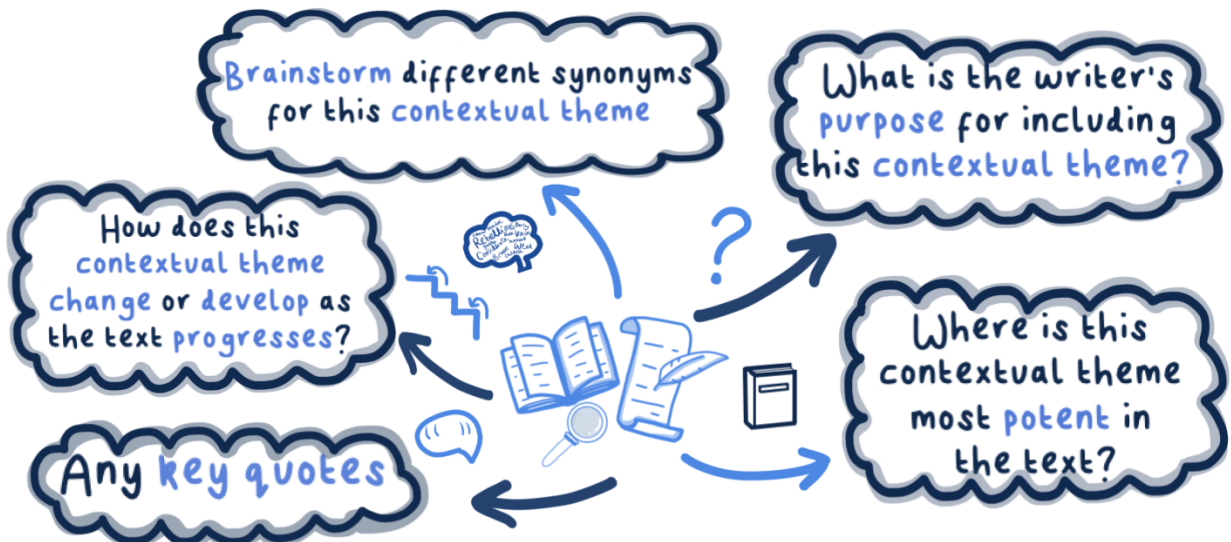 Brainstorm different synonyms
for this contextual theme
What is the writer's
purpose for including
this contextual theme?
How does this
contextual theme
change or develop as
the text progresses?
Where is this
contextual theme
most potent in
the text?
Any key quotes